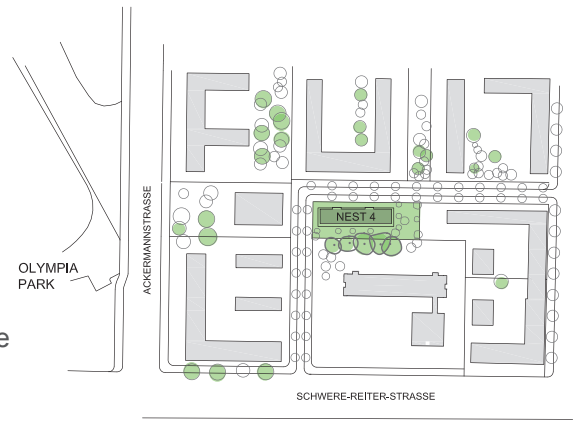 NEST 4
ACKERMANNSTRASSE
OLYMPIA
PARK
e
SCHWERE-REITER-STRASSE